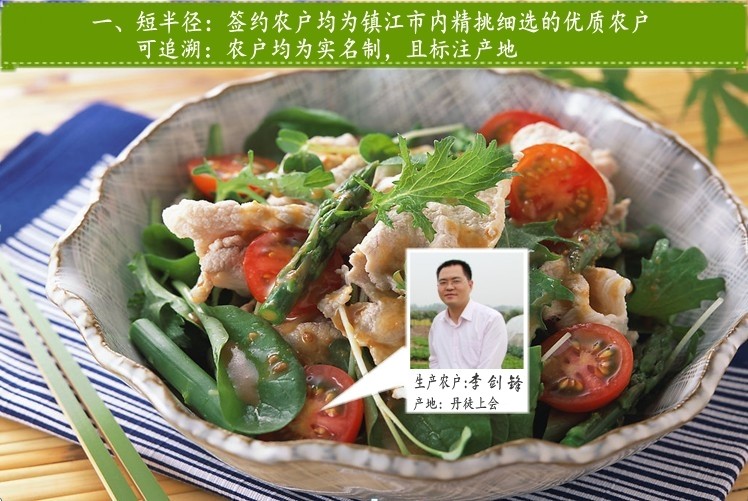 一、短半径：签约农户均为镇江市内精挑细选的优质农户
可追溯：农户均为实名制，且标注产地
生产农户:李剑锋
产地：丹徒上会